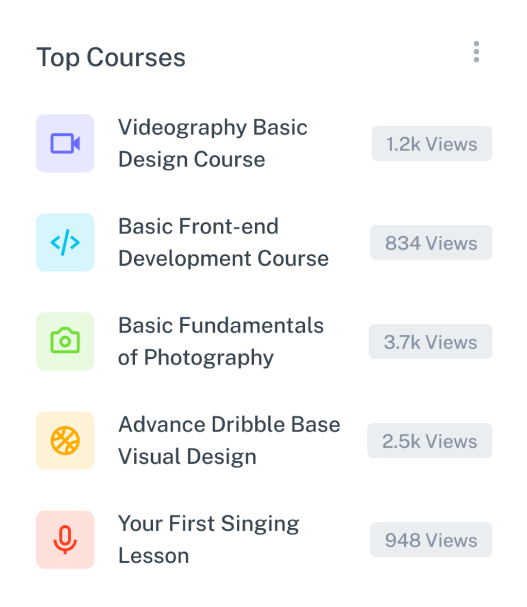 Top Courses
Videography Basic
Design Course
1.2k Views
Basic Front-end
Development Course
834 Views
Basic Fundamentals
of Photography
3.7k Views
Advance Dribble Base
Visual Design
2.5k Views
Your First Singing
Lesson
948 Views